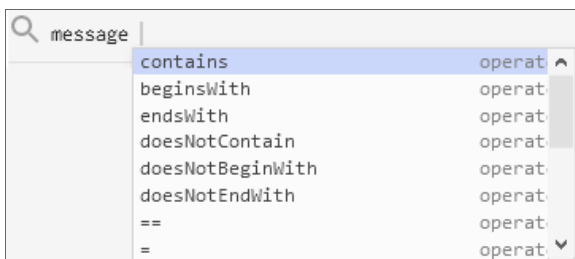 message
contains operat
beginsWith operat
endsWith operat
doesNotContain operat
doesNotBeginWith operat
doesNotEndWith operat
== operat
= operat